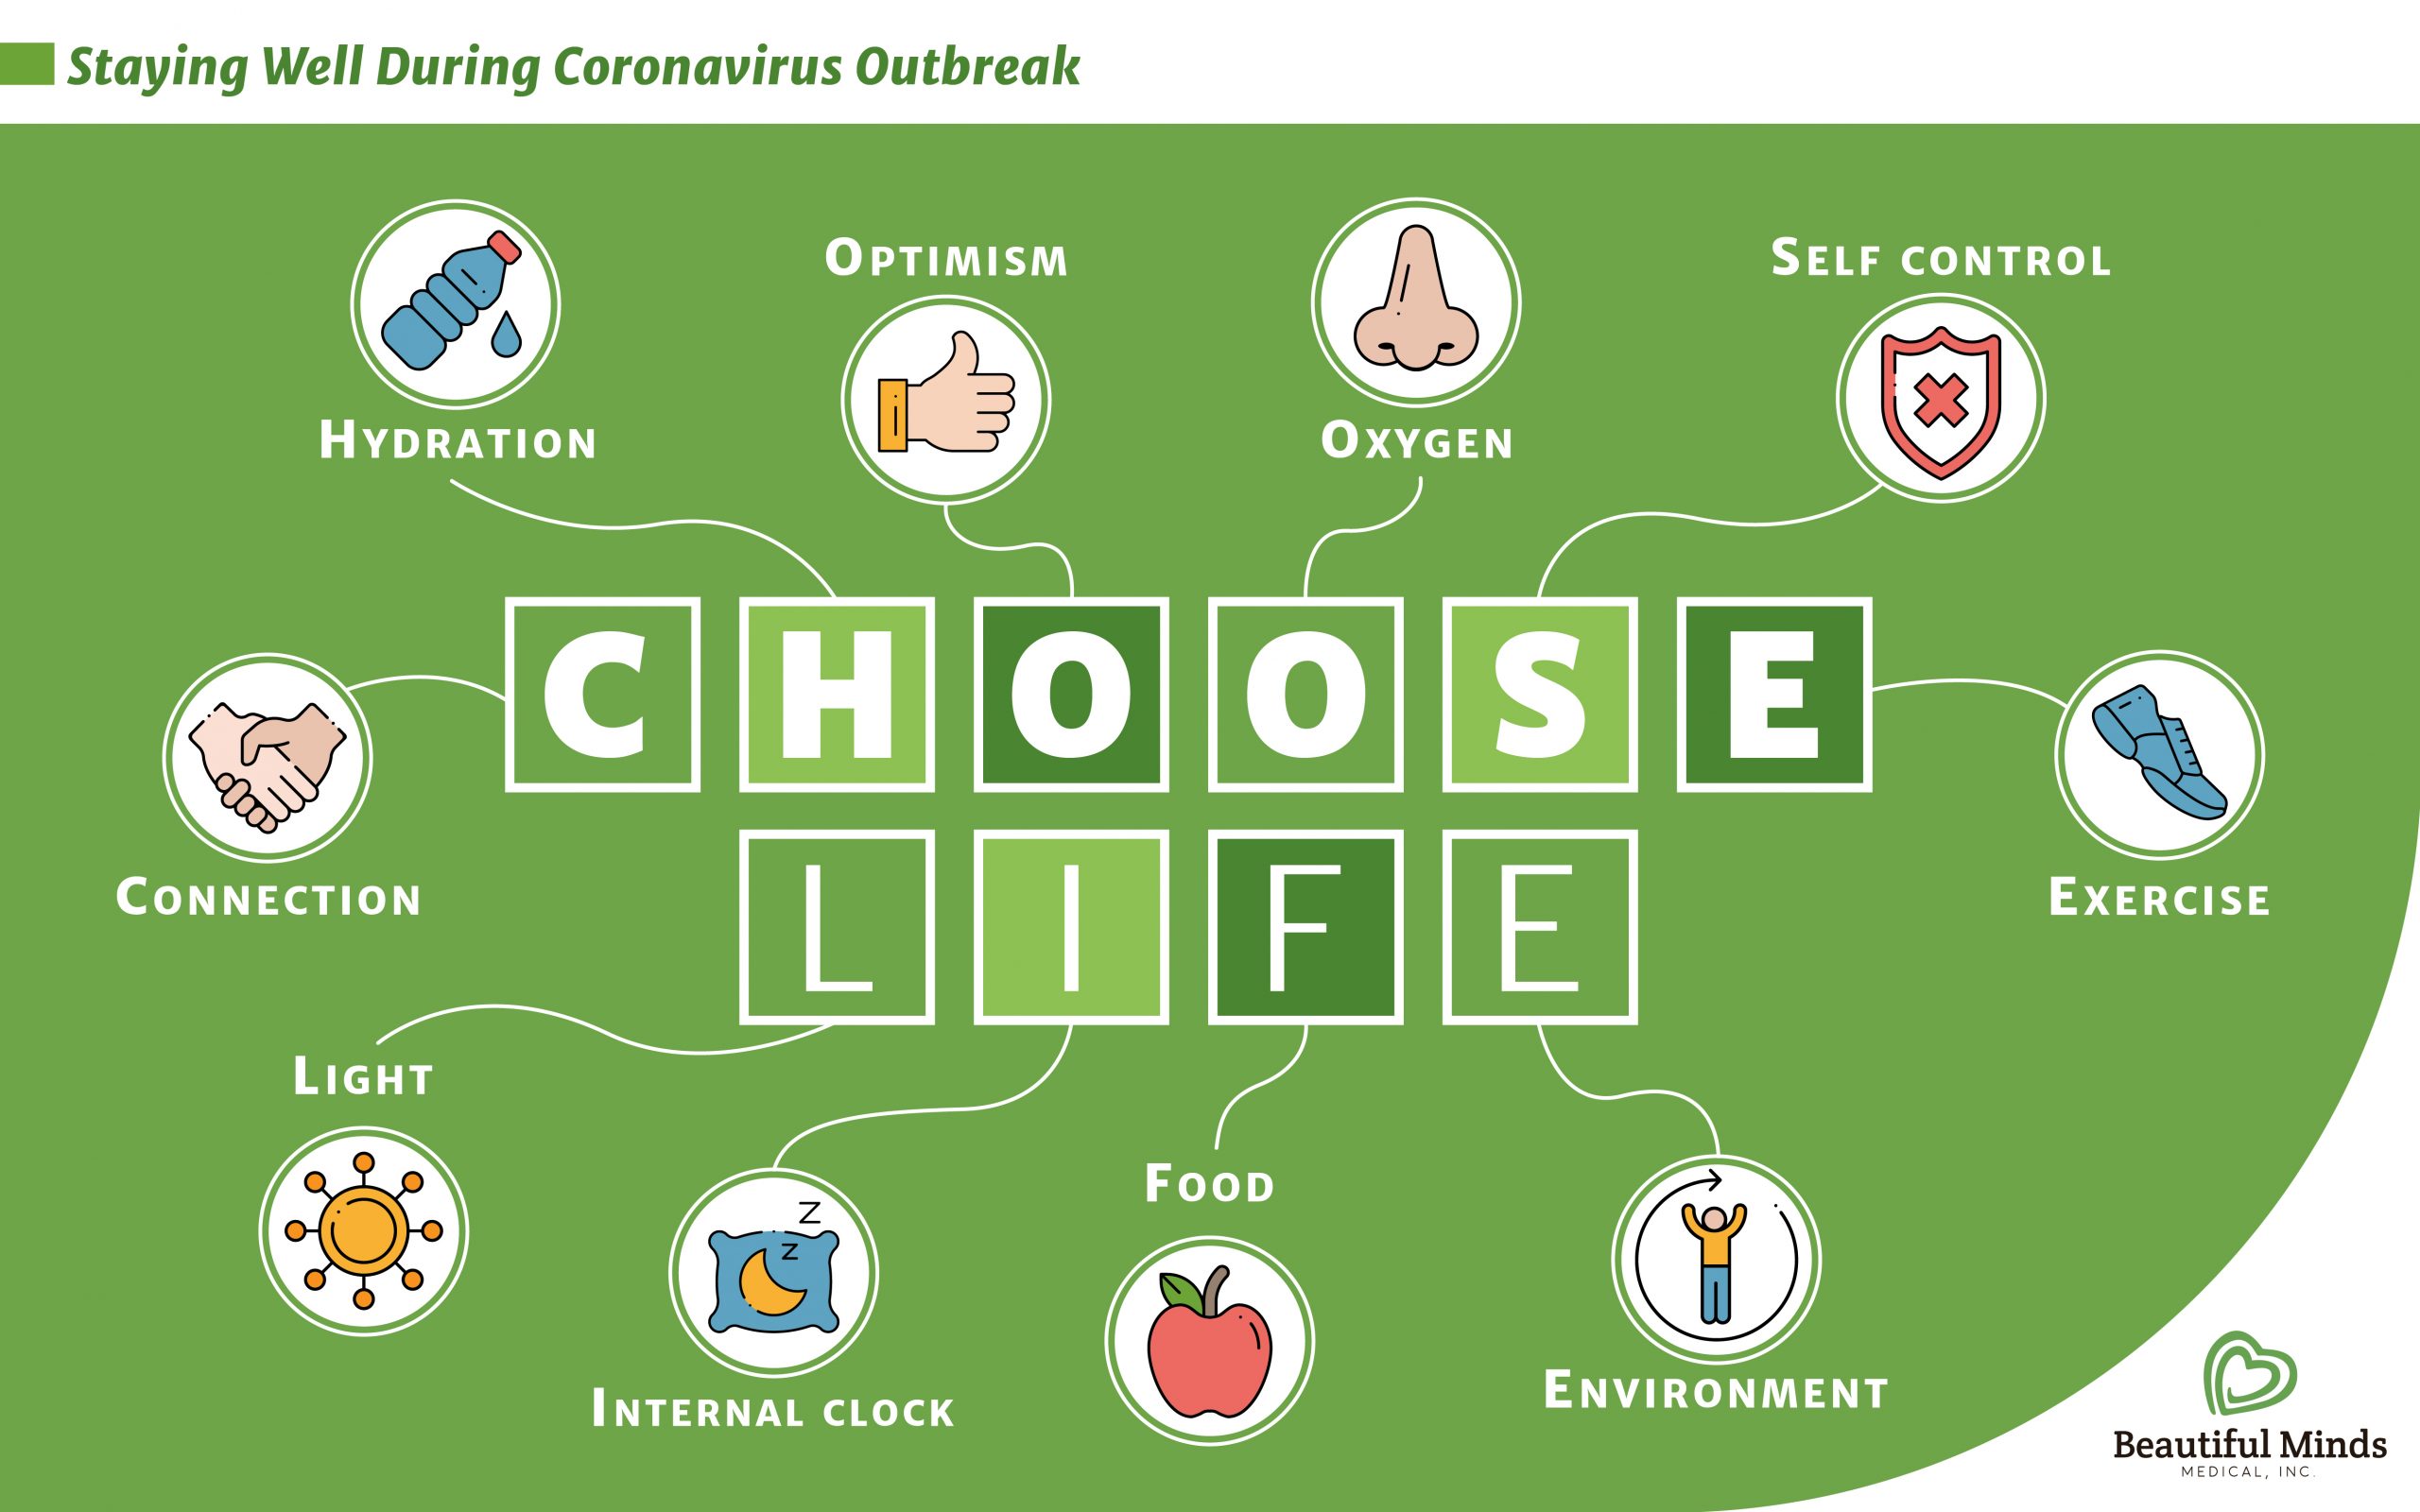 Staying Well During Coronavirus Outbreak
Hydration
Optimism
Oxygen
Self control
CHOOSE
Connection
Exercise
LIFE
Light
Internal clock
z
z
Food
Environment
Beautiful Minds
MEDICAL, INC.